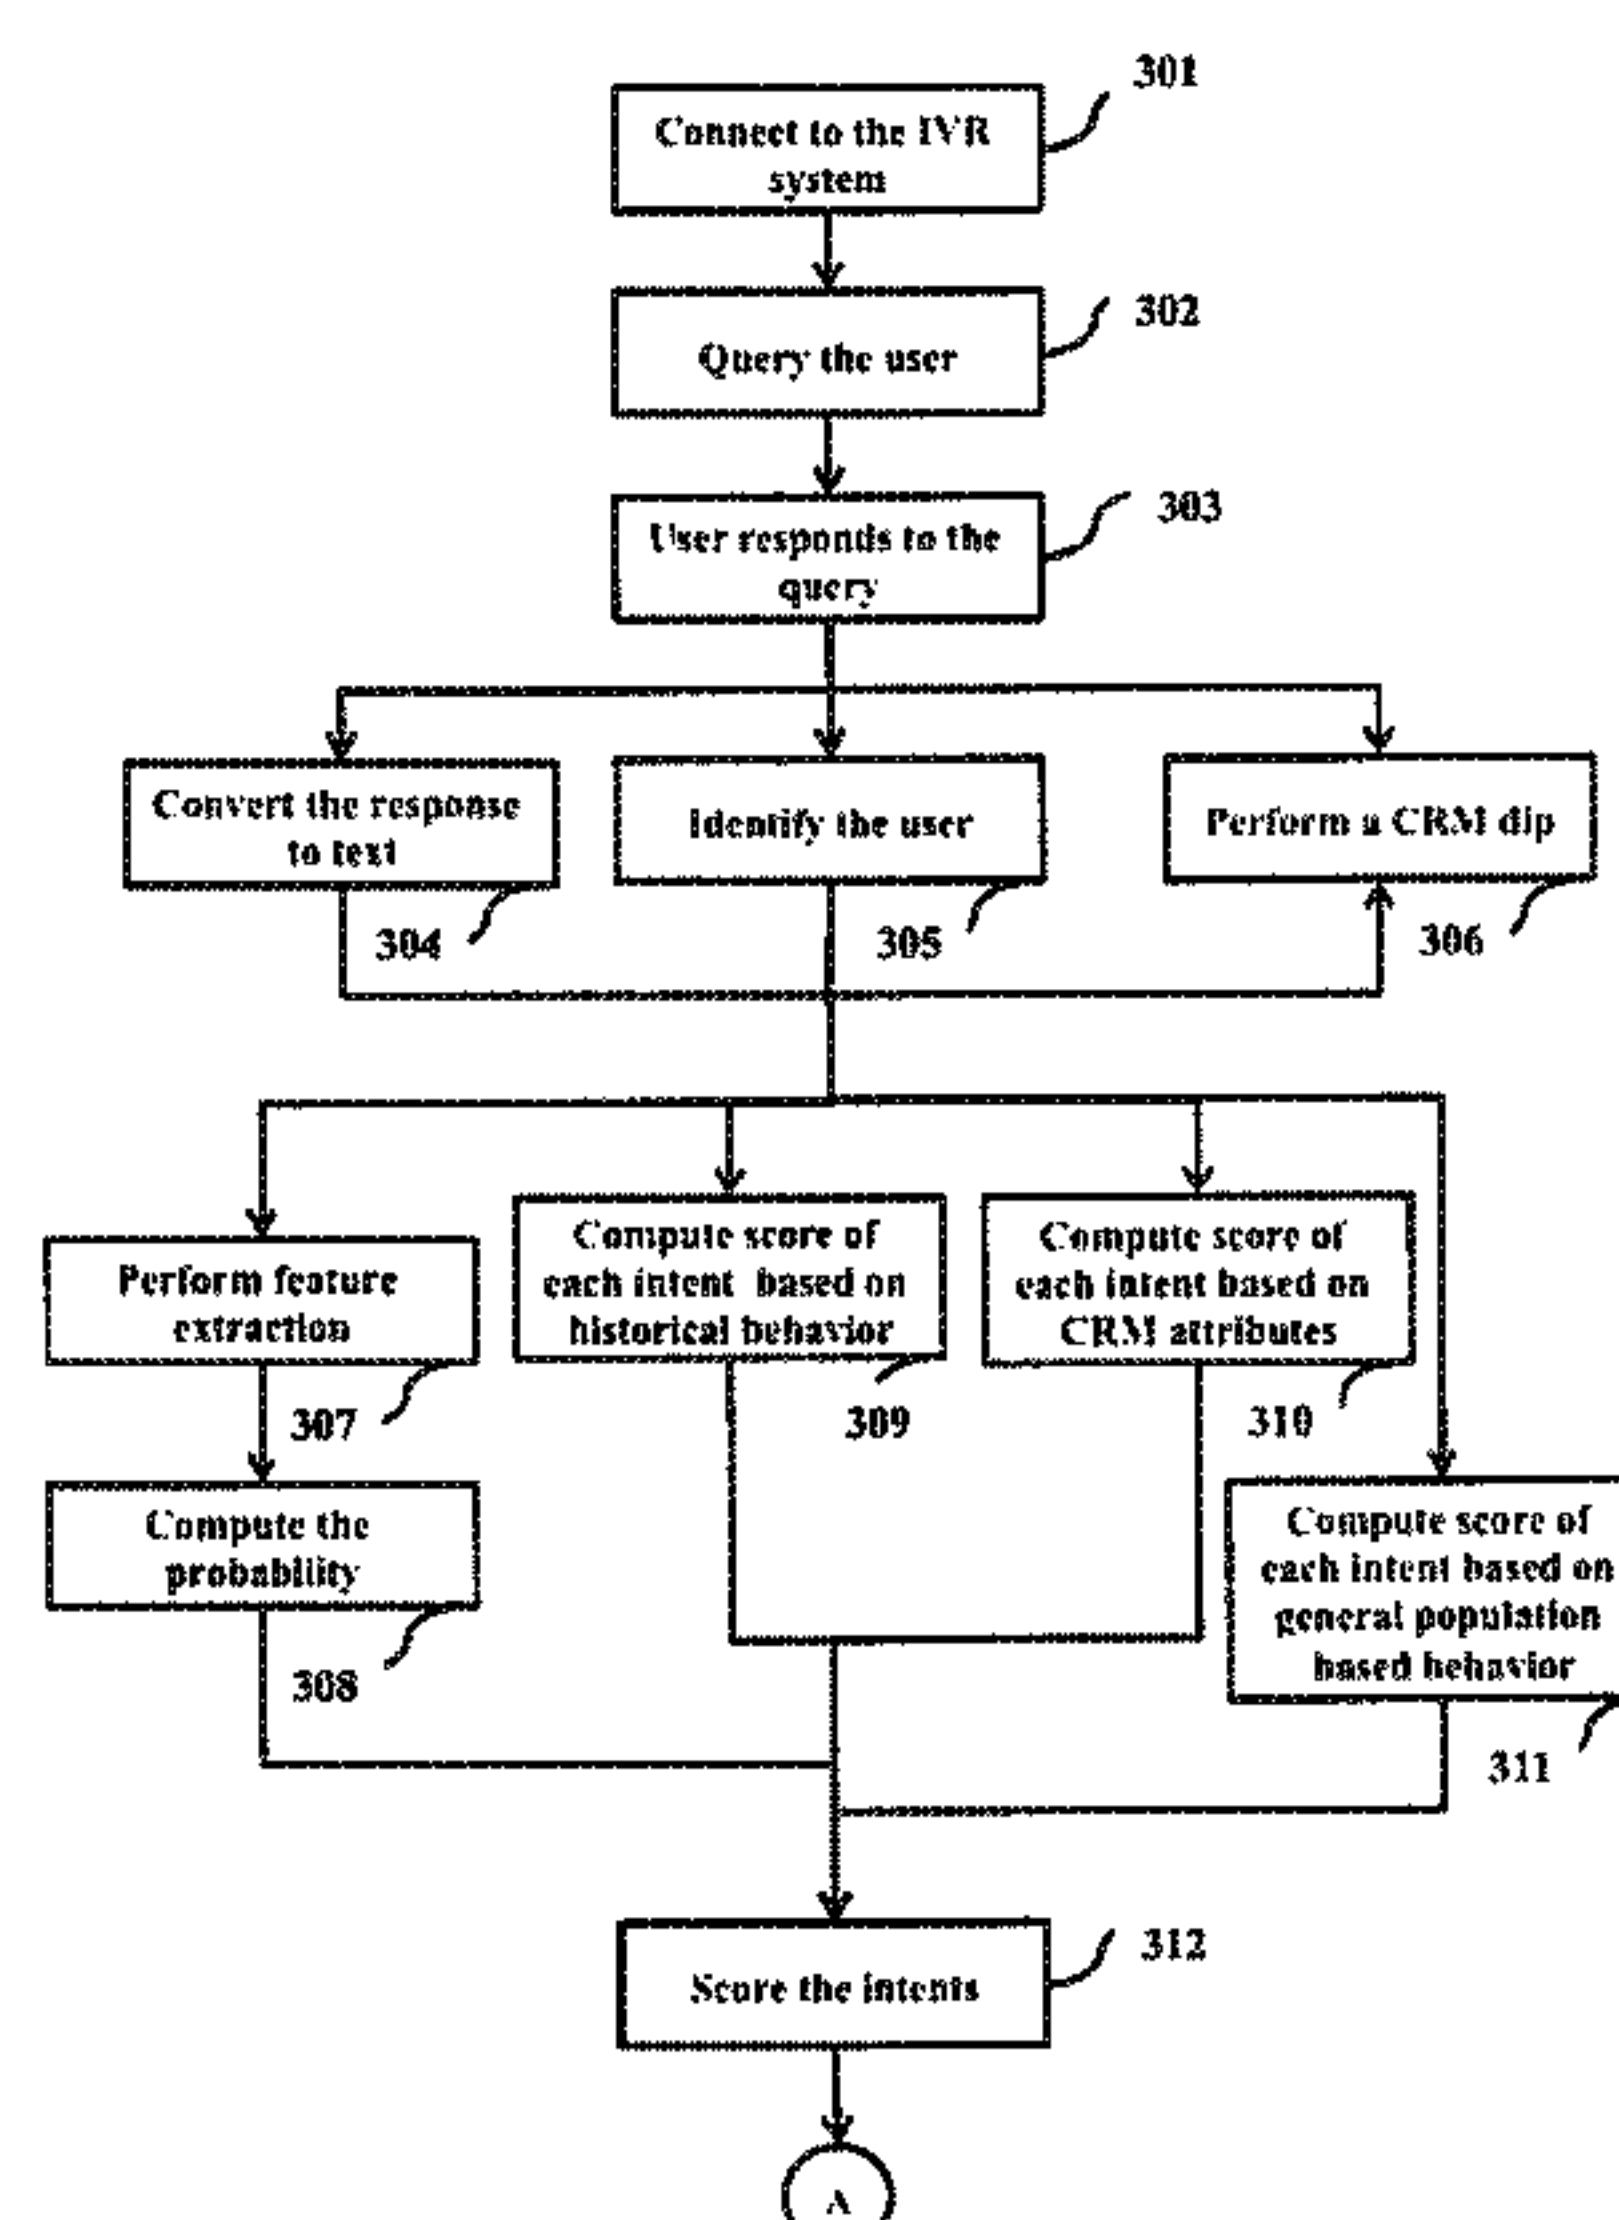 301
Connect to the IVR
system
302
Query the user
303
User responds to the
query
Convert the response
to text
Identify the user
Perform a CRM dip
304
305
306
Perform feature
extraction
Compute score of
each intent based on
historical behavior
Compute score of
each intent based on
CRM attributes
307
309
310
Compute the
probability
Compute score of
each intent based on
general population
based behavior
308
311
312
Score the intents
A